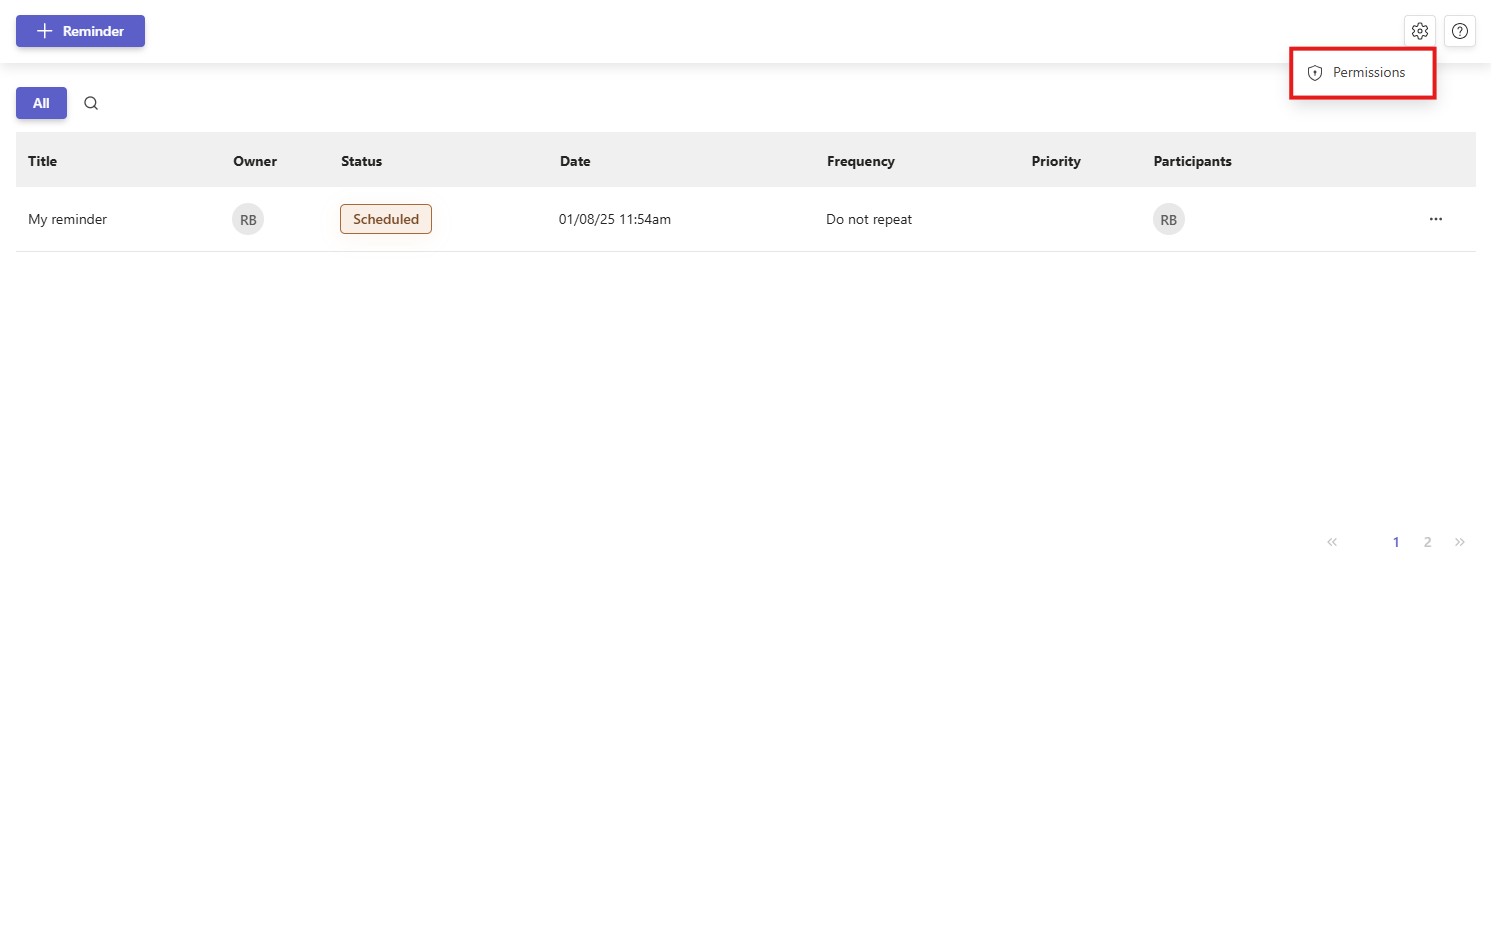 Reminder
Permissions
All
Title Owner Status Date Frequency Priority Participants
My reminder RB Scheduled 01/08/25 11:54am Do not repeat RB
« 1 2 »